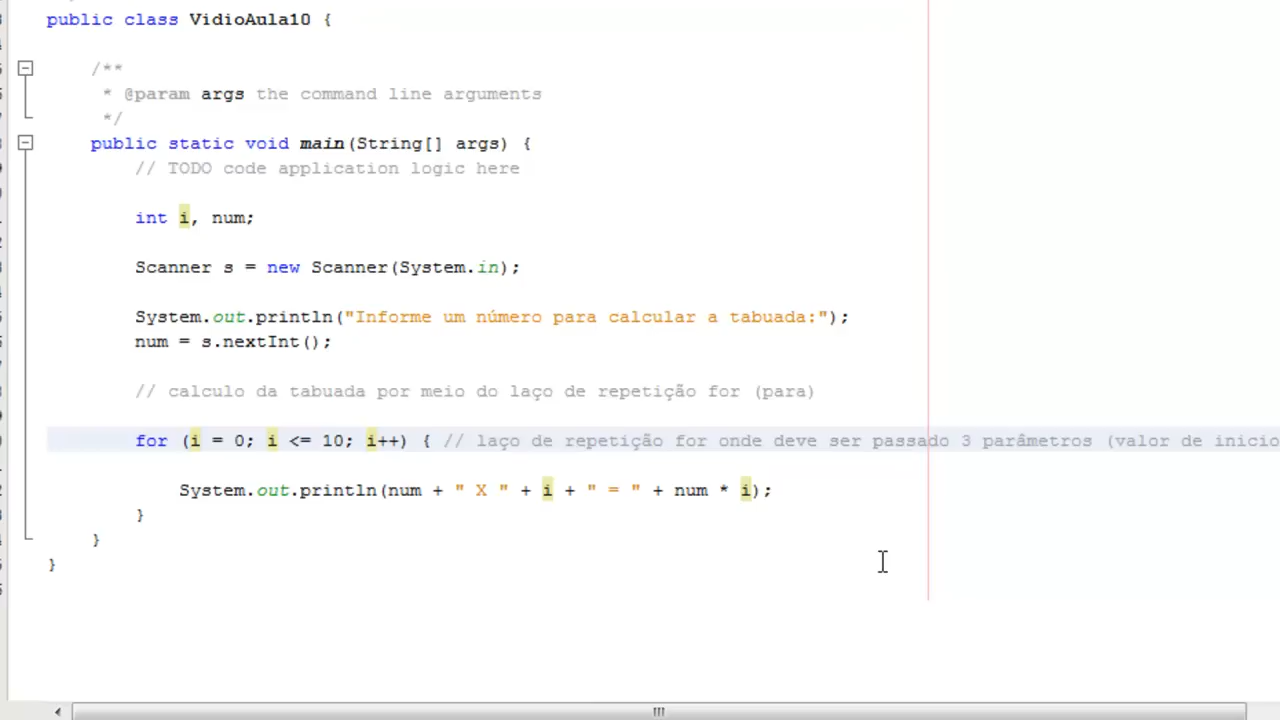 public class VidioAula10 {
/**
* @param args the command line arguments
*/
public static void main(String[] args) {
// TODO code application logic here
int i, num;
Scanner s = new Scanner(System.in);
System.out.println("Informe um número para calcular a tabuada:");
num = s.nextInt();
// calculo da tabuada por meio do laço de repetição for (para)
for (i = 0; i <= 10; i++) { // laço de repetição for onde deve ser passado 3 parâmetros (valor de inicio
System.out.println(num + " X " + i + " = " + num * i);
}
}
}